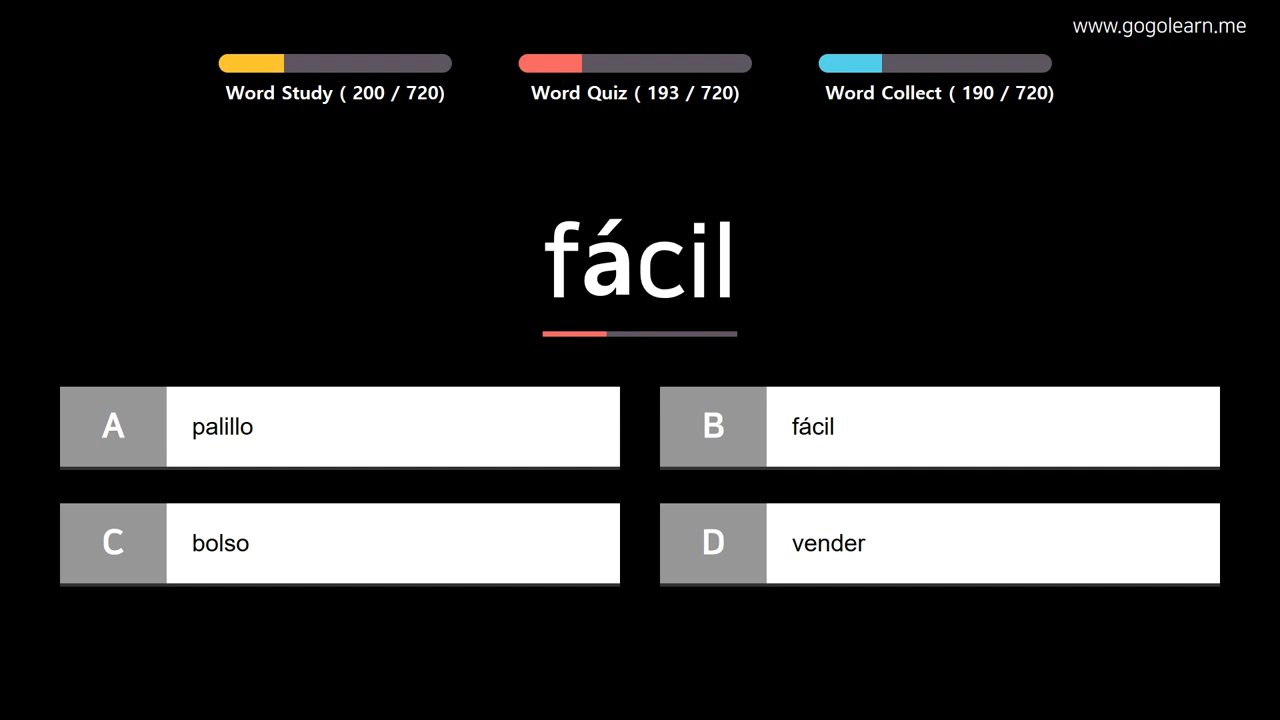 www.gogolearn.me
Word Study ( 200 / 720)
Word Quiz ( 193 / 720)
Word Collect ( 190 / 720)
fácil
A palillo
B fácil
C bolso
D vender